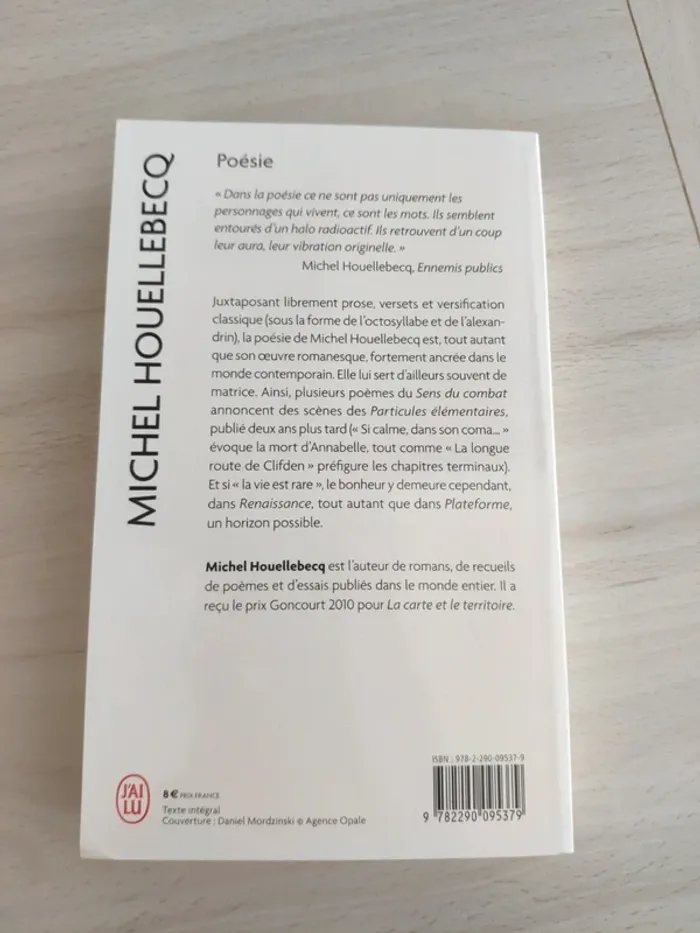 MICHEL HOUELLEBECQ
Poésie
« Dans la poésie ce ne sont pas uniquement les
personnages qui vivent, ce sont les mots. Ils semblent
entourés d'un halo radioactif. Ils retrouvent d'un coup
leur aura, leur vibration originelle. »
Michel Houellebecq, Ennemis publics
Juxtaposant librement prose, versets et versification
classique (sous la forme de l'octosyllabe et de l'alexan-
drin), la poésie de Michel Houellebecq est, tout autant
que son œuvre romanesque, fortement ancrée dans le
monde contemporain. Elle lui sert d'ailleurs souvent de
matrice. Ainsi, plusieurs poèmes du Sens du combat
annoncent des scènes des Particules élémentaires,
publié deux ans plus tard (« Si calme, dans son coma... »
évoque la mort d'Annabelle, tout comme « La longue
route de Clifden » préfigure les chapitres terminaux).
Et si « la vie est rare », le bonheur y demeure cependant,
dans Renaissance, tout autant que dans Plateforme,
un horizon possible.
Michel Houellebecq est l'auteur de romans, de recueils
de poèmes et d'essais publiés dans le monde entier. Il a
reçu le prix Goncourt 2010 pour La carte et le territoire.
J'AI
LU
8 € PRIX FRANCE
Texte intégral
Couverture : Daniel Mordzinski © Agence Opale
ISBN : 978-2-290-09537-9
9 782290 095379